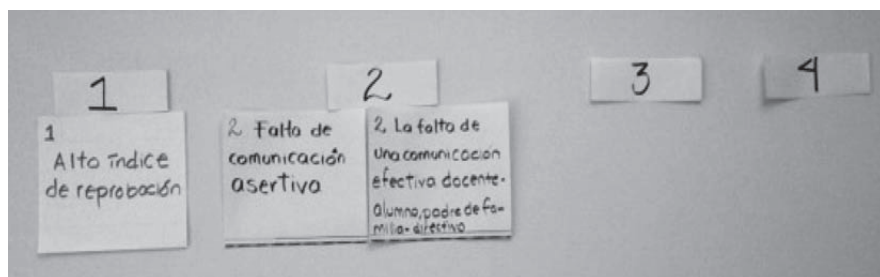 1
2
3
4
1
Alto índice
de reprobación
2 Falta de
comunicación
asertiva
2. La falta de
una comunicación
efectiva docente-
alumno, padre de fa-
milia-directivo